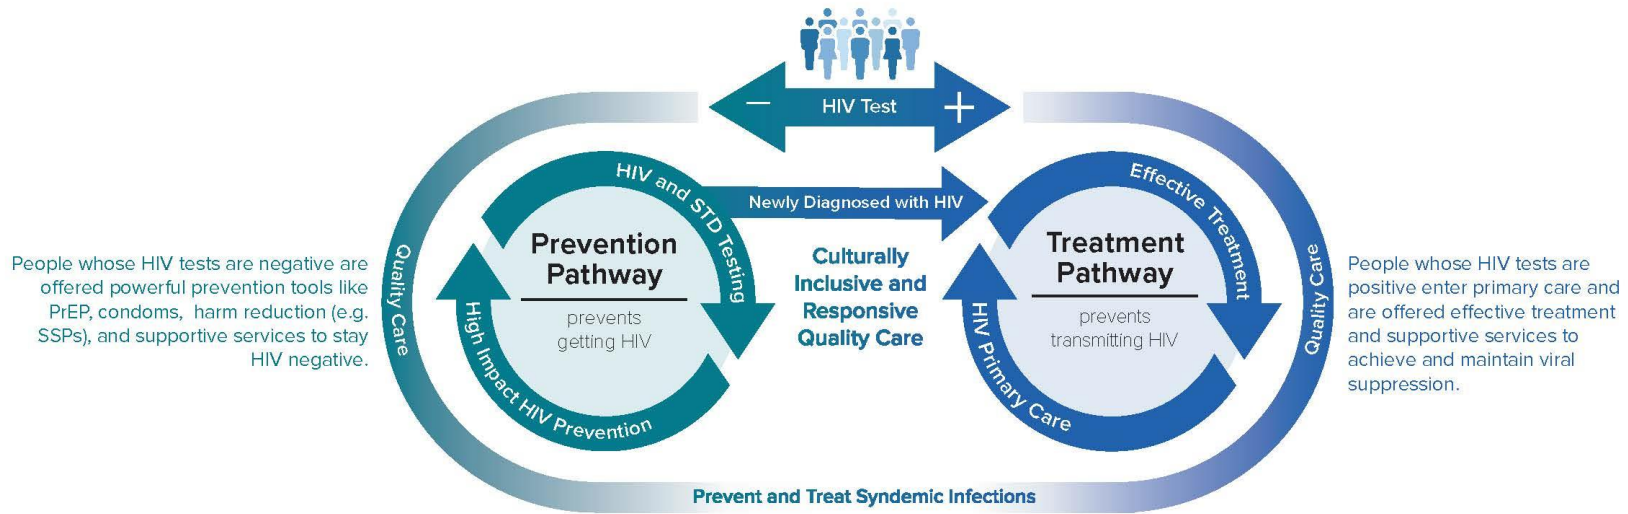 − HIV Test +
HIV and STD Testing
Newly Diagnosed with HIV
Effective Treatment
Quality Care
People whose HIV tests are negative are
offered powerful prevention tools like
PrEP, condoms, harm reduction (e.g.
SSPs), and supportive services to stay
HIV negative.
Prevention
Pathway
prevents
getting HIV
High Impact HIV Prevention
Culturally
Inclusive and
Responsive
Quality Care
Treatment
Pathway
prevents
transmitting HIV
HIV Primary Care
Quality Care
People whose HIV tests are
positive enter primary care and
are offered effective treatment
and supportive services to
achieve and maintain viral
suppression.
Prevent and Treat Syndemic Infections